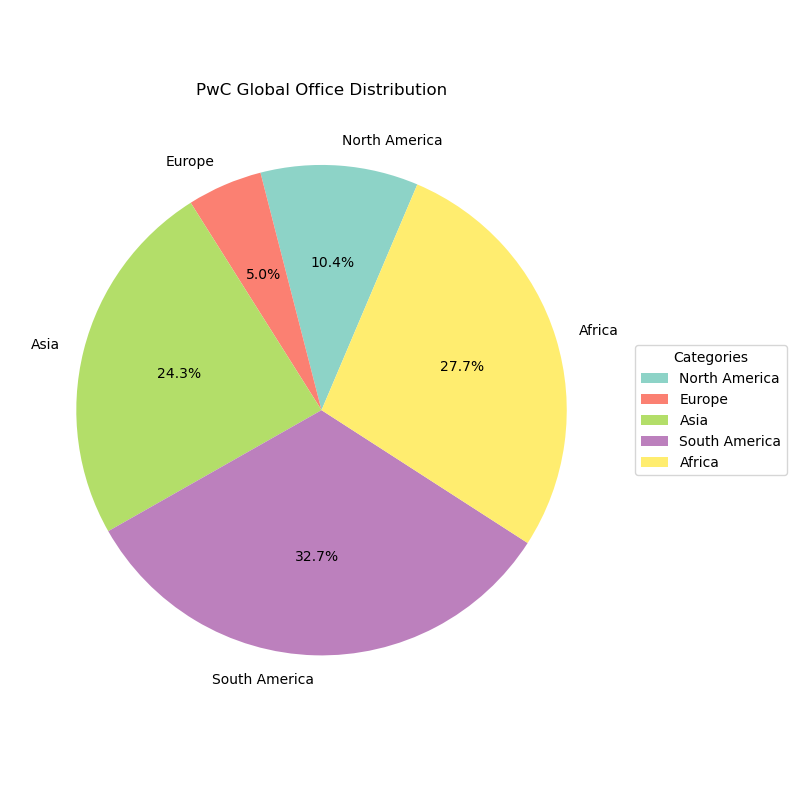 PwC Global Office Distribution
North America
Europe
10.4%
5.0%
Africa
Asia
27.7%
24.3%
32.7%
South America
Categories
North America
Europe
Asia
South America
Africa